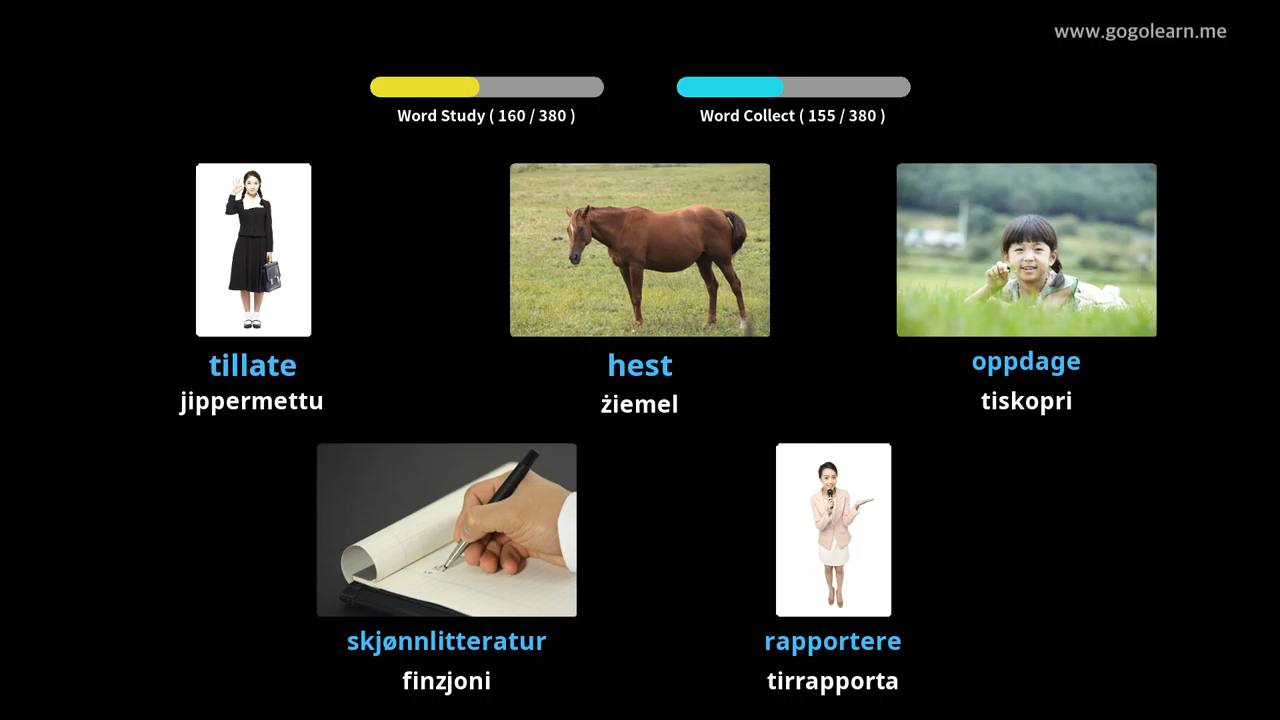 www.gogolearn.me
Word Study ( 160 / 380 )
Word Collect ( 155 / 380 )
tillate
jippermettu
hest
żiemel
oppdage
tiskopri
skjønnlitteratur
finzjoni
rapportere
tirrapporta